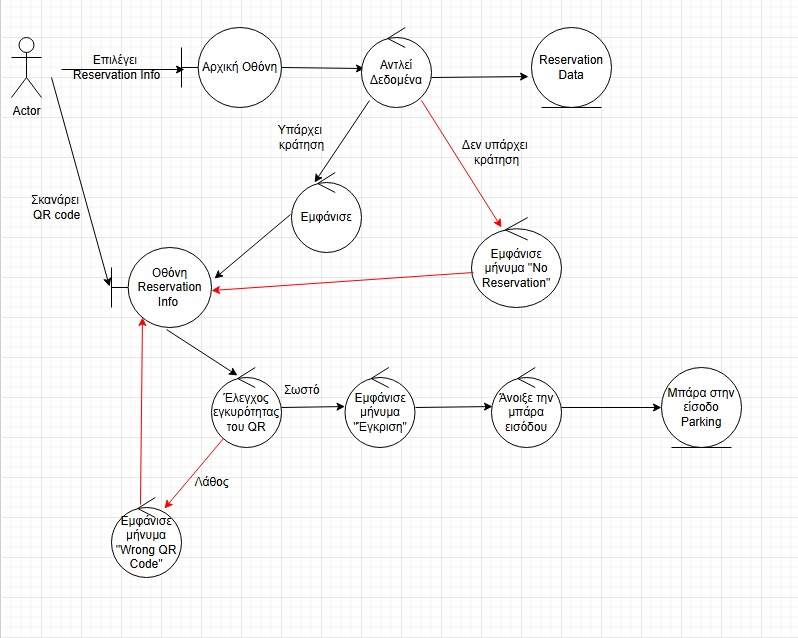 Επιλέγει
Reservation Info
Actor
Αρχική Οθόνη
Αντλεί
Δεδομένα
Reservation
Data
Υπάρχει
κράτηση
Δεν υπάρχει
κράτηση
Σκανάρει
QR code
Εμφάνισε
Εμφάνισε
μήνυμα "No
Reservation"
Οθόνη
Reservation
Info
Έλεγχος
εγκυρότητας
του QR
Σωστό
Εμφάνισε
μήνυμα
"Έγκριση"
Άνοιξε την
μπάρα
εισόδου
Μπάρα στην
είσοδο
Parking
Λάθος
Εμφάνισε
μήνυμα
"Wrong QR
Code"